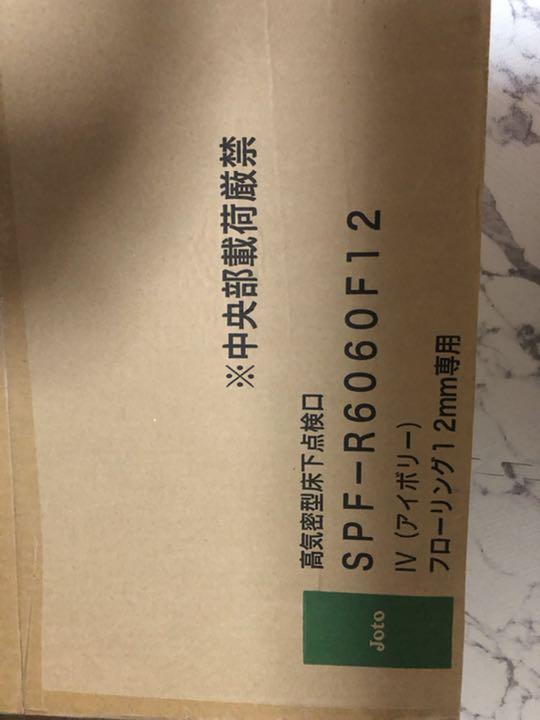 ※中央部載荷厳禁
高気密型床下点検口
SPF-R6060F12
IV（アイボリー）
フローリング12mm専用
Joto